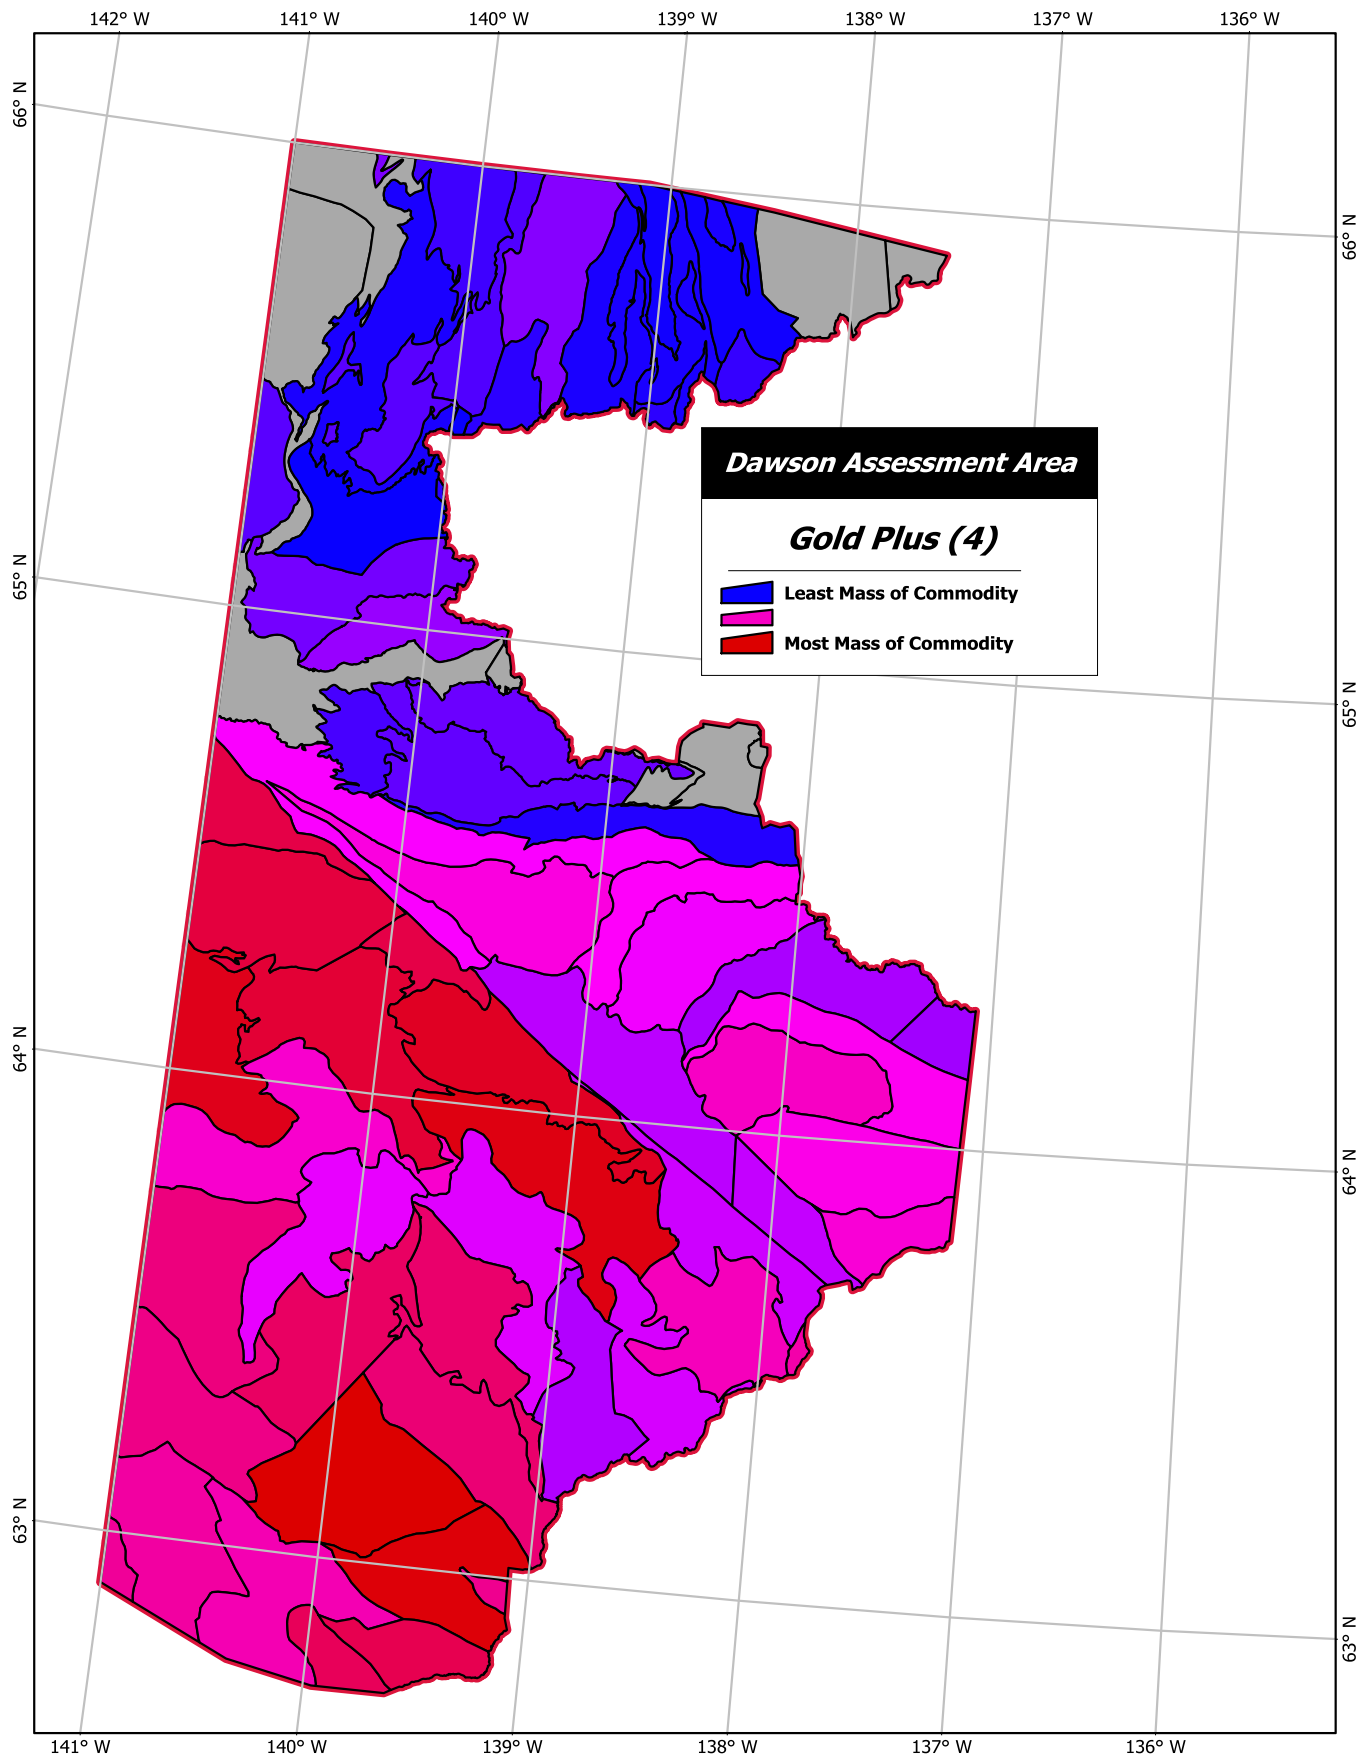 142° W 141° W 140° W 139° W 138° W 137° W 136° W
66° N
66° N
Dawson Assessment Area
Gold Plus (4)
65° N
Least Mass of Commodity
Most Mass of Commodity
65° N
64° N
64° N
63° N
63° N
141° W 140° W 139° W 138° W 137° W 136° W